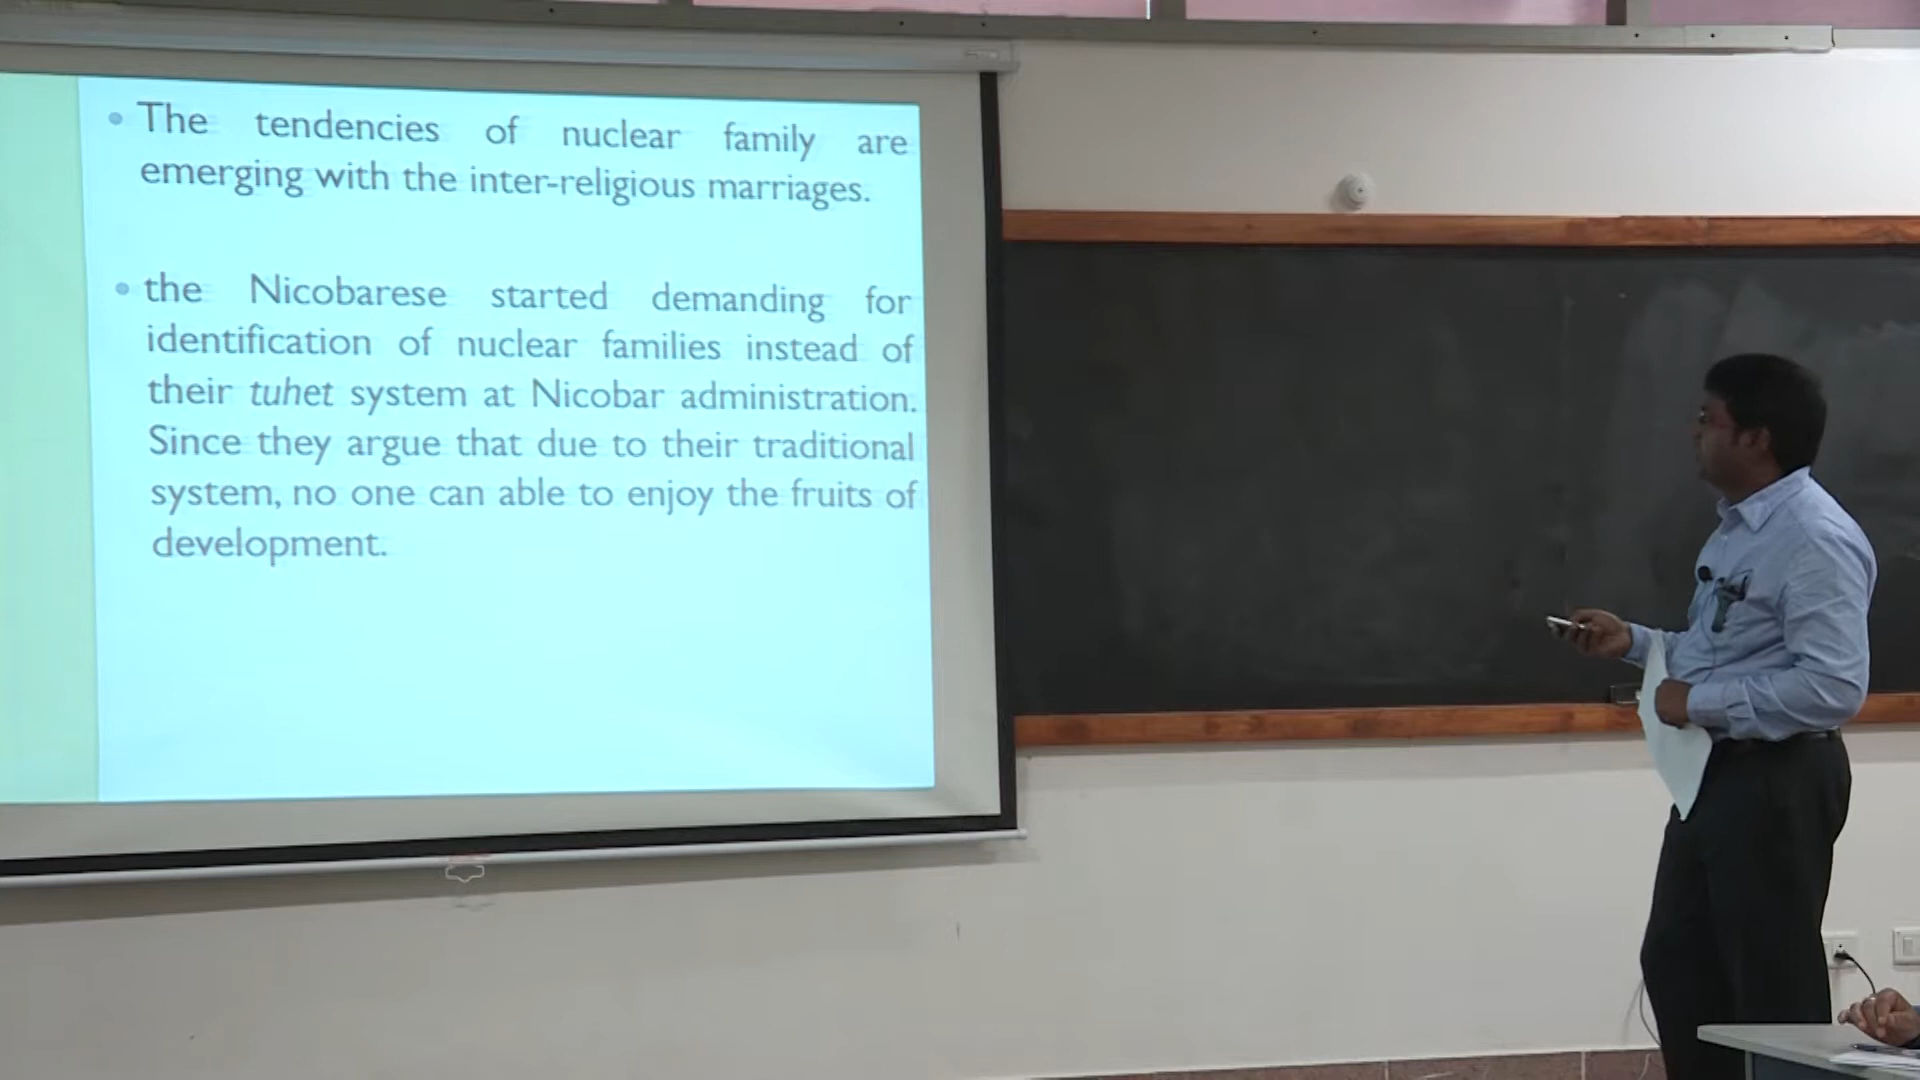 • The tendencies of nuclear family are
emerging with the inter-religious marriages.
• the Nicobarese started demanding for
identification of nuclear families instead of
their tuhet system at Nicobar administration.
Since they argue that due to their traditional
system, no one can able to enjoy the fruits of
development.